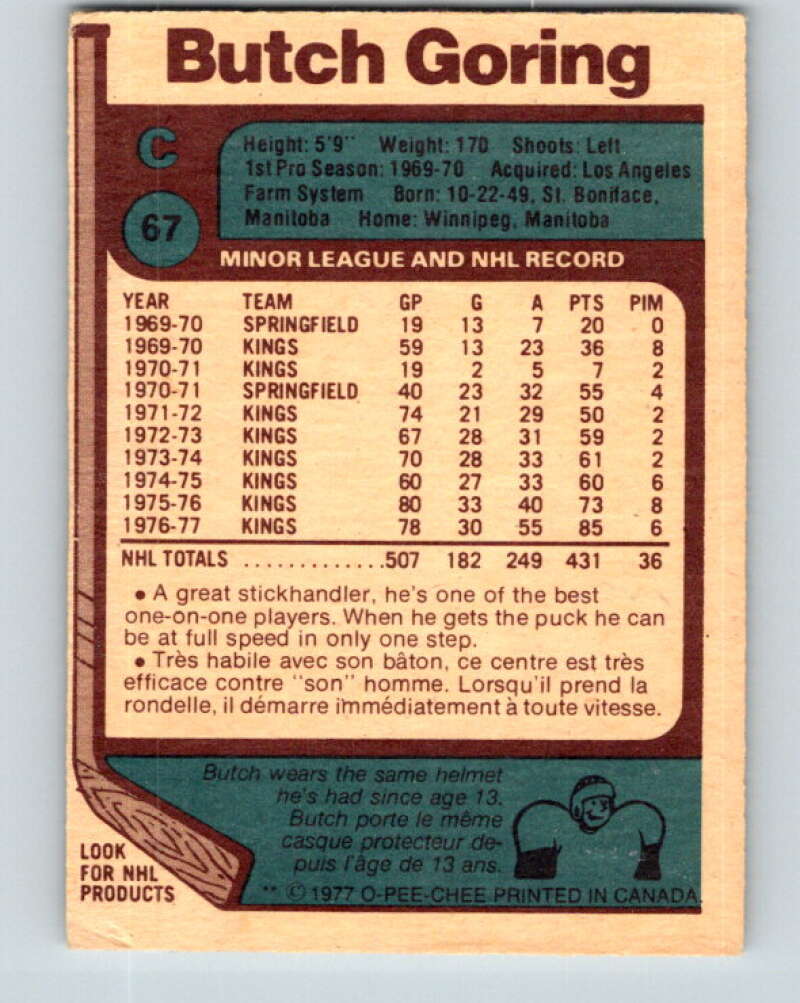 Butch Goring
C
Height: 5'9" Weight: 170 Shoots: Left
1st Pro Season: 1969-70 Acquired: Los Angeles
Farm System Born: 10-22-49, St. Boniface,
Manitoba Home: Winnipeg, Manitoba
67
MINOR LEAGUE AND NHL RECORD
YEAR TEAM GP G A PTS PIM
1969-70 SPRINGFIELD 19 13 7 20 0
1969-70 KINGS 59 13 23 36 8
1970-71 KINGS 19 2 5 7 2
1970-71 SPRINGFIELD 40 23 32 55 4
1971-72 KINGS 74 21 29 50 2
1972-73 KINGS 67 28 31 59 2
1973-74 KINGS 70 28 33 61 2
1974-75 KINGS 60 27 33 60 6
1975-76 KINGS 80 33 40 73 8
1976-77 KINGS 78 30 55 85 6
NHL TOTALS .............507 182 249 431 36
• A great stickhandler, he's one of the best
one-on-one players. When he gets the puck he can
be at full speed in only one step.
• Très habile avec son bâton, ce centre est très
efficace contre "son" homme. Lorsqu'il prend la
rondelle, il démarre immédiatement à toute vitesse.
Butch wears the same helmet
he's had since age 13.
Butch porte le même
casque protecteur de-
puis l'âge de 13 ans.
LOOK
FOR NHL
PRODUCTS
** © 1977 O-PEE-CHEE PRINTED IN CANADA